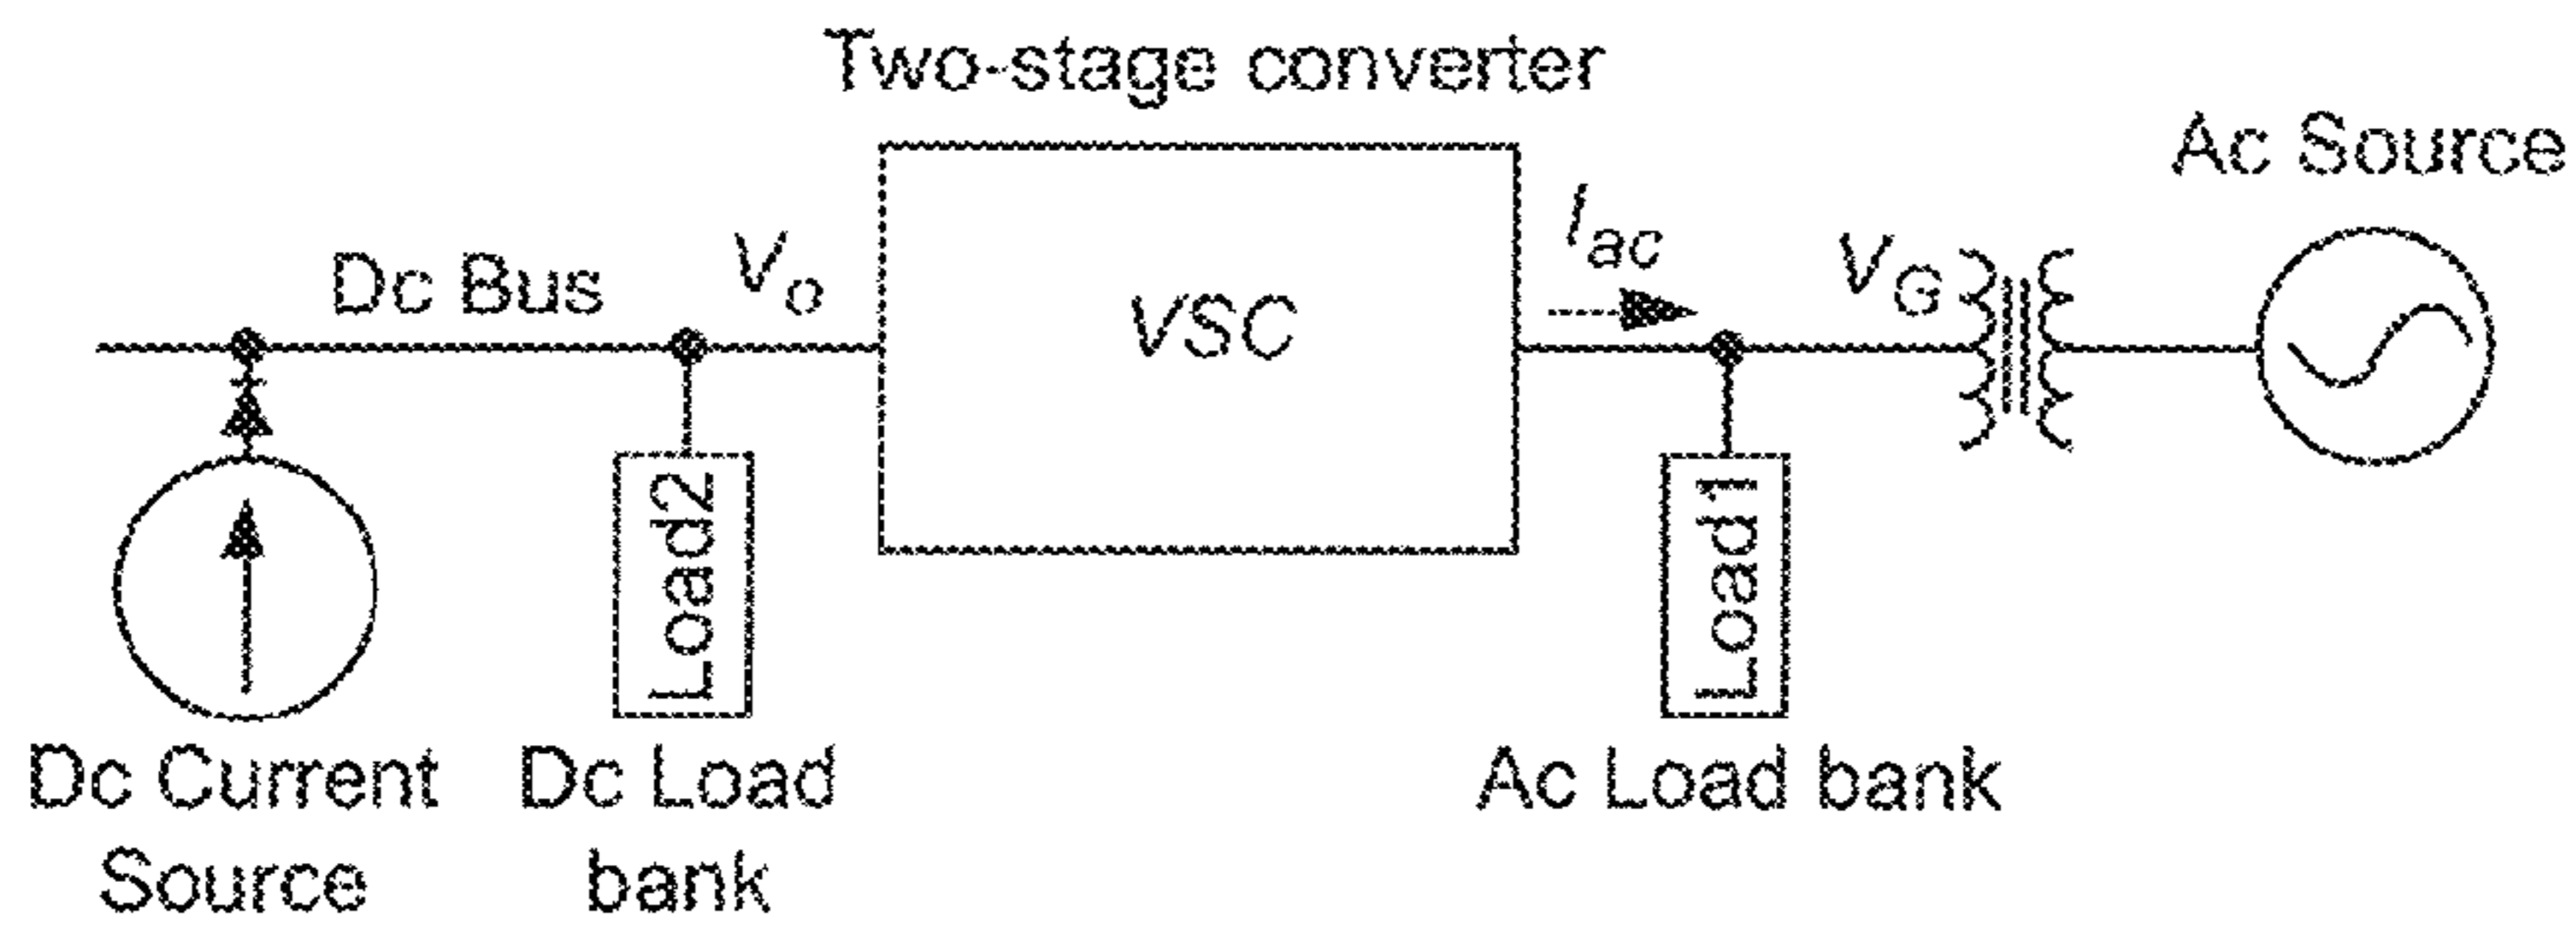 Two-stage converter
Ac Source
Dc Bus
Vo
VSC
Iac
VG
Load2
Load1
Dc Current
Source
Dc Load
bank
Ac Load bank